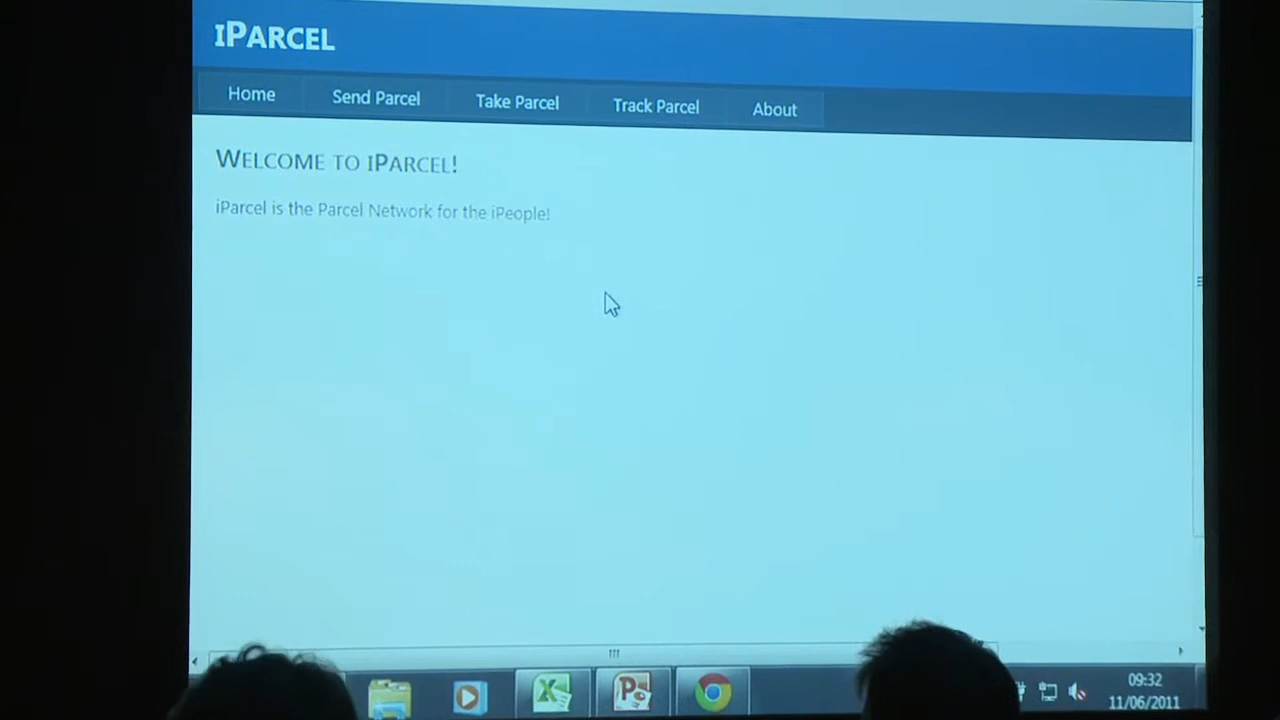 iParcel
Home Send Parcel Take Parcel Track Parcel About
Welcome to iParcel!
iParcel is the Parcel Network for the iPeople!
09:32
11/06/2011